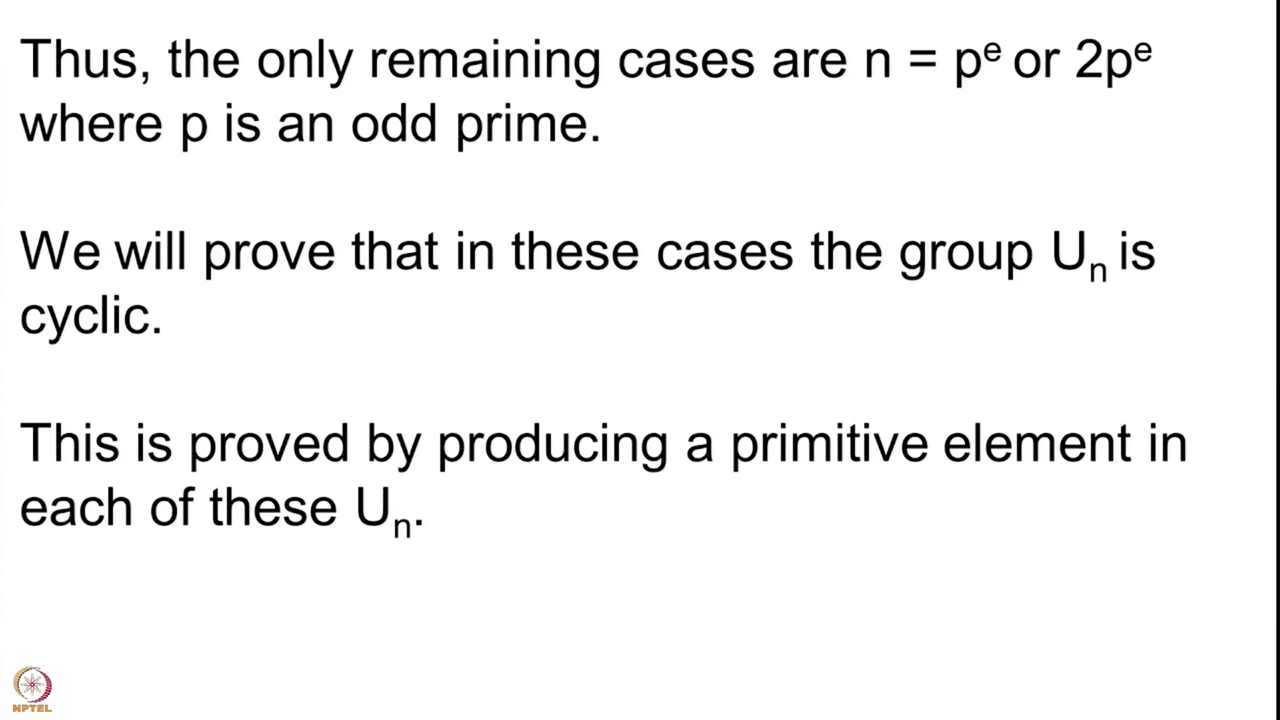 Thus, the only remaining cases are n = pᵉ or 2pᵉ
where p is an odd prime.
We will prove that in these cases the group Uₙ is
cyclic.
This is proved by producing a primitive element in
each of these Uₙ.
NPTEL